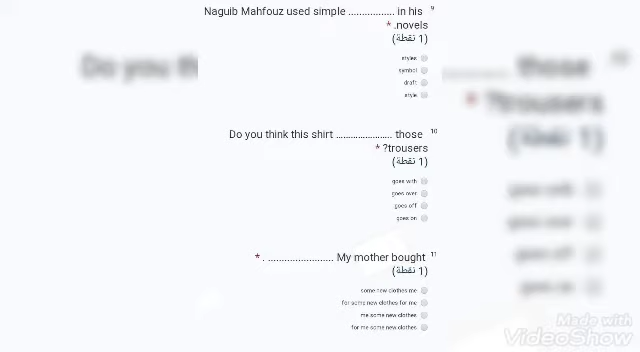 9 Naguib Mahfouz used simple ................. in his
novels. *
(1 نقطة)
styles
symbol
draft
style
10 Do you think this shirt ...................... those
trousers? *
(1 نقطة)
goes with
goes over
goes off
goes on
11 My mother bought ........................ . *
(1 نقطة)
some new clothes me
for some new clothes for me
me some new clothes
for me some new clothes
Made with
VideoShow